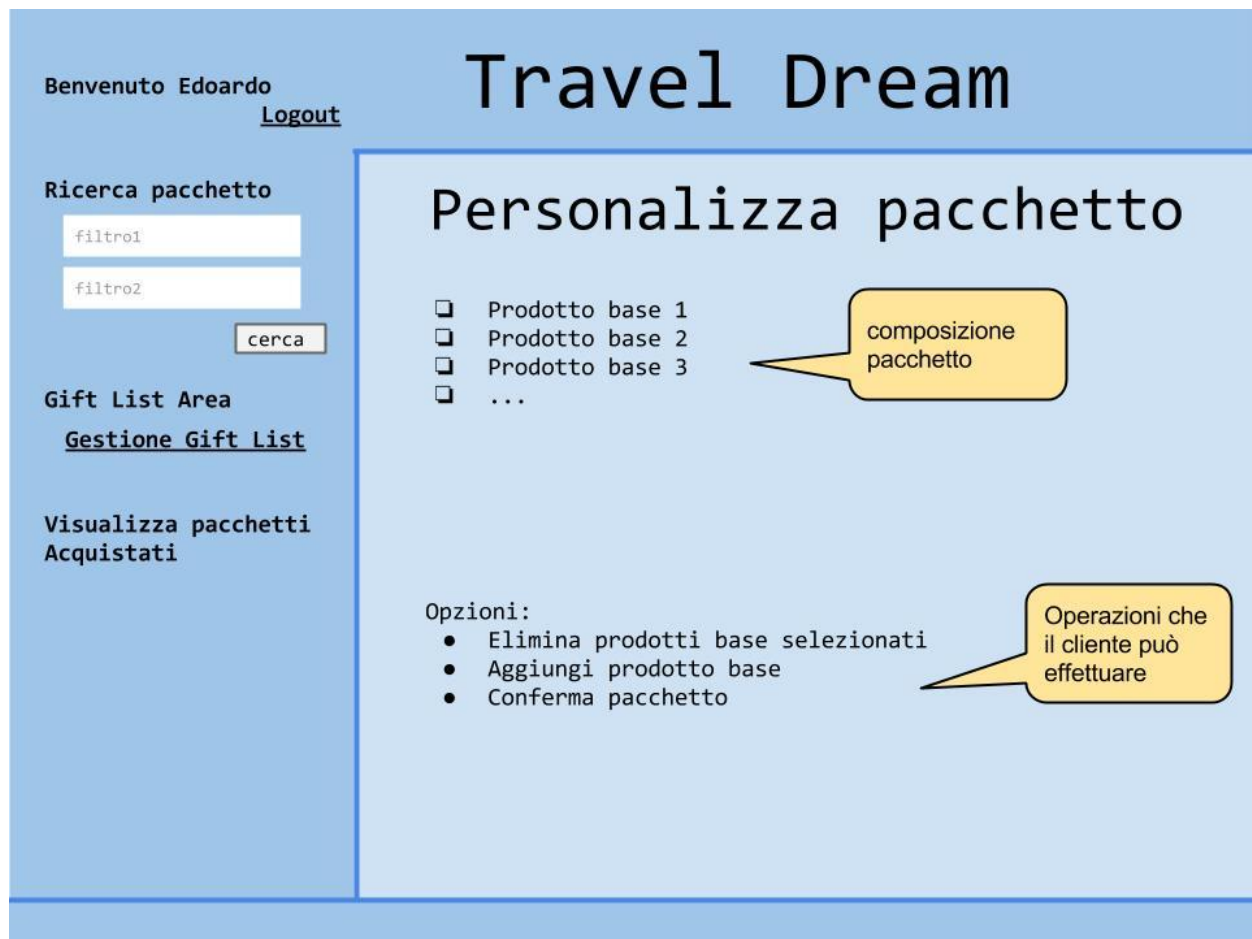 Benvenuto Edoardo
Logout
Travel Dream
Ricerca pacchetto
filtro1
filtro2
cerca
Gift List Area
Gestione Gift List
Visualizza pacchetti
Acquistati
Personalizza pacchetto
❏ Prodotto base 1
❏ Prodotto base 2
❏ Prodotto base 3
❏ ...
composizione
pacchetto
Opzioni:
● Elimina prodotti base selezionati
● Aggiungi prodotto base
● Conferma pacchetto
Operazioni che
il cliente può
effettuare